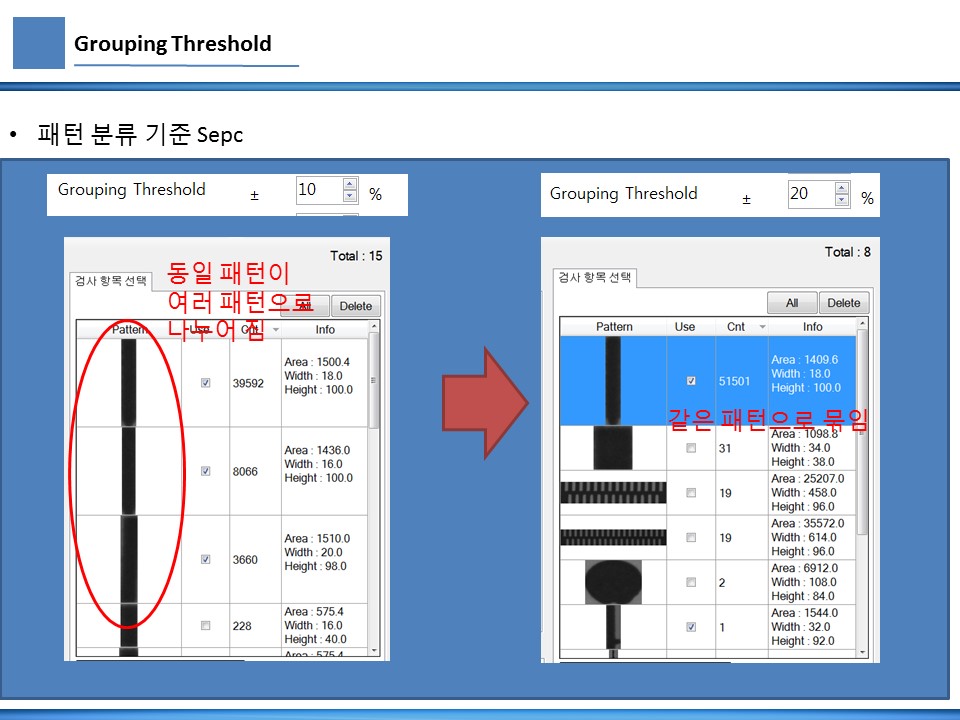 Grouping Threshold
• 패턴 분류 기준 Sepc
Grouping Threshold ± 10 %
Total : 15
검사 항목 선택
동일 패턴이
여러 패턴으로
나누어 짐
All Delete
Pattern Use Cnt Info
39592
Area : 1500.4
Width : 18.0
Height : 100.0
8066
Area : 1436.0
Width : 16.0
Height : 100.0
3660
Area : 1510.0
Width : 20.0
Height : 98.0
228
Area : 575.4
Width : 16.0
Height : 40.0
Area : 575.4
Grouping Threshold ± 20 %
Total : 8
검사 항목 선택
All Delete
Pattern Use Cnt Info
51501
Area : 1409.6
Width : 18.0
Height : 100.0
같은 패턴으로 묶임
31
Area : 1098.8
Width : 34.0
Height : 38.0
19
Area : 25207.0
Width : 458.0
Height : 96.0
19
Area : 35572.0
Width : 614.0
Height : 96.0
2
Area : 6912.0
Width : 108.0
Height : 84.0
1
Area : 1544.0
Width : 32.0
Height : 92.0